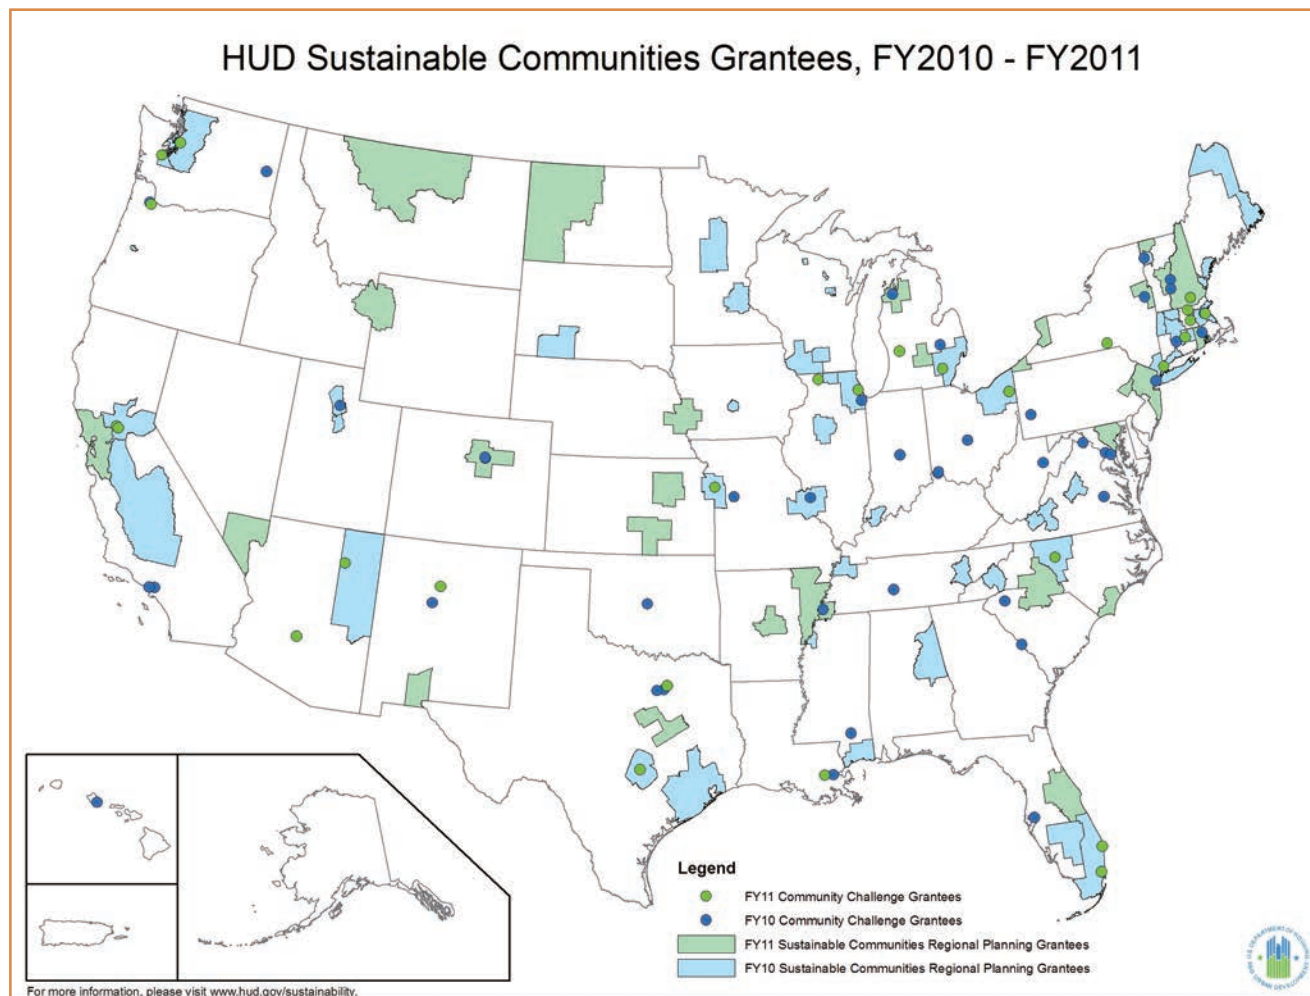 HUD Sustainable Communities Grantees, FY2010 - FY2011
Legend
FY11 Community Challenge Grantees
FY10 Community Challenge Grantees
FY11 Sustainable Communities Regional Planning Grantees
FY10 Sustainable Communities Regional Planning Grantees
For more information, please visit www.hud.gov/sustainability.